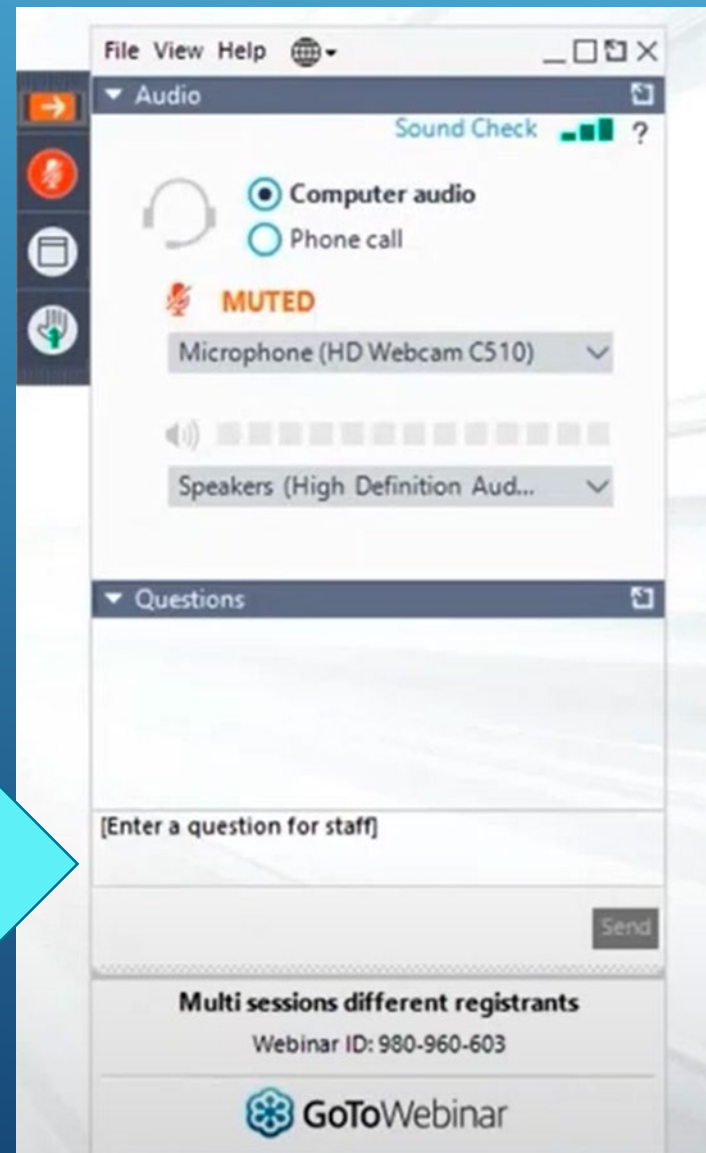 File View Help
Audio
Sound Check ?
Computer audio
Phone call
MUTED
Microphone (HD Webcam C510)
Speakers (High Definition Aud...
Questions
[Enter a question for staff]
Send
Multi sessions different registrants
Webinar ID: 980-960-603
GoToWebinar